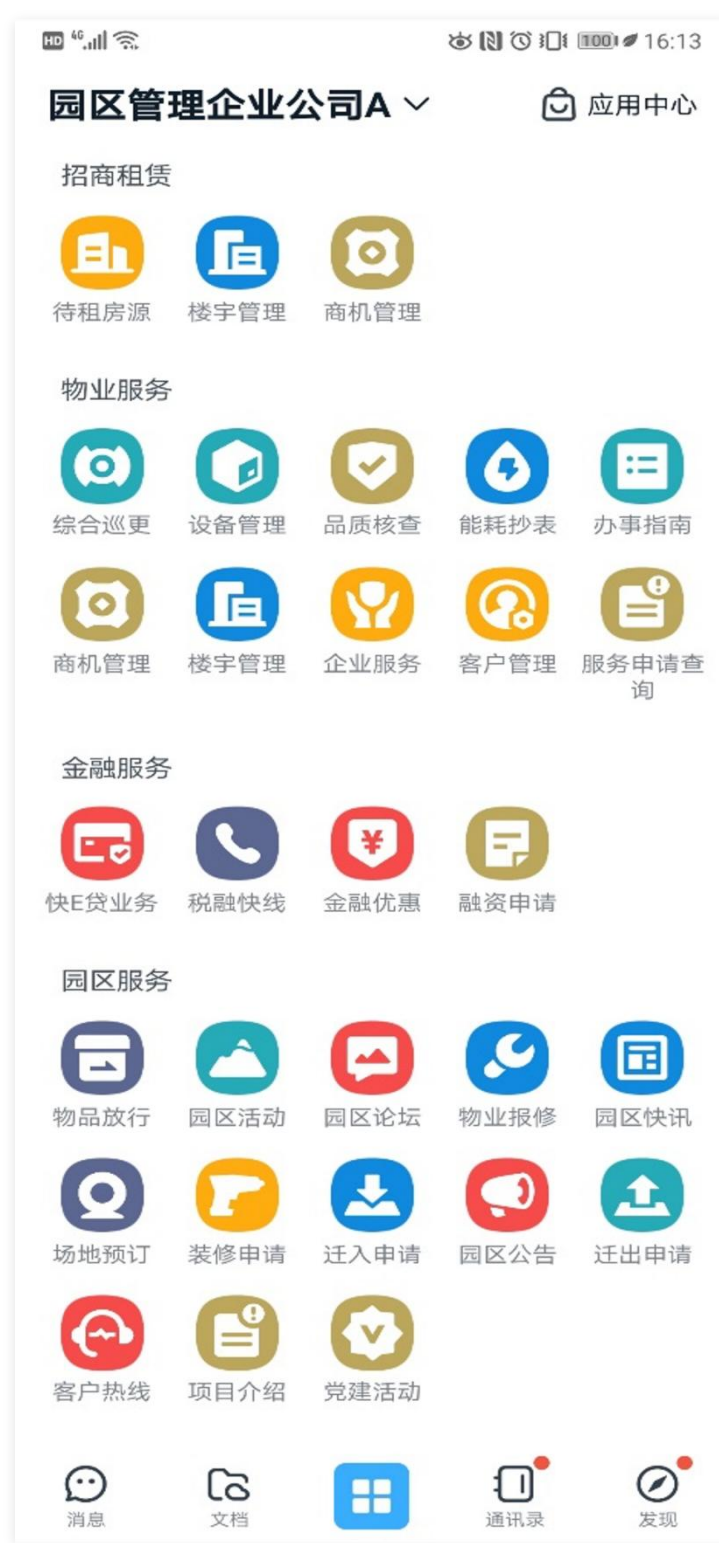 HD 4G 100 16:13
园区管理企业公司A 应用中心
招商租赁
待租房源 楼宇管理 商机管理
物业服务
综合巡更 设备管理 品质核查 能耗抄表 办事指南
商机管理 楼宇管理 企业服务 客户管理 服务申请查
询
金融服务
快E贷业务 税融快线 金融优惠 融资申请
园区服务
物品放行 园区活动 园区论坛 物业报修 园区快讯
场地预订 装修申请 迁入申请 园区公告 迁出申请
客户热线 项目介绍 党建活动
消息 文档 通讯录 发现